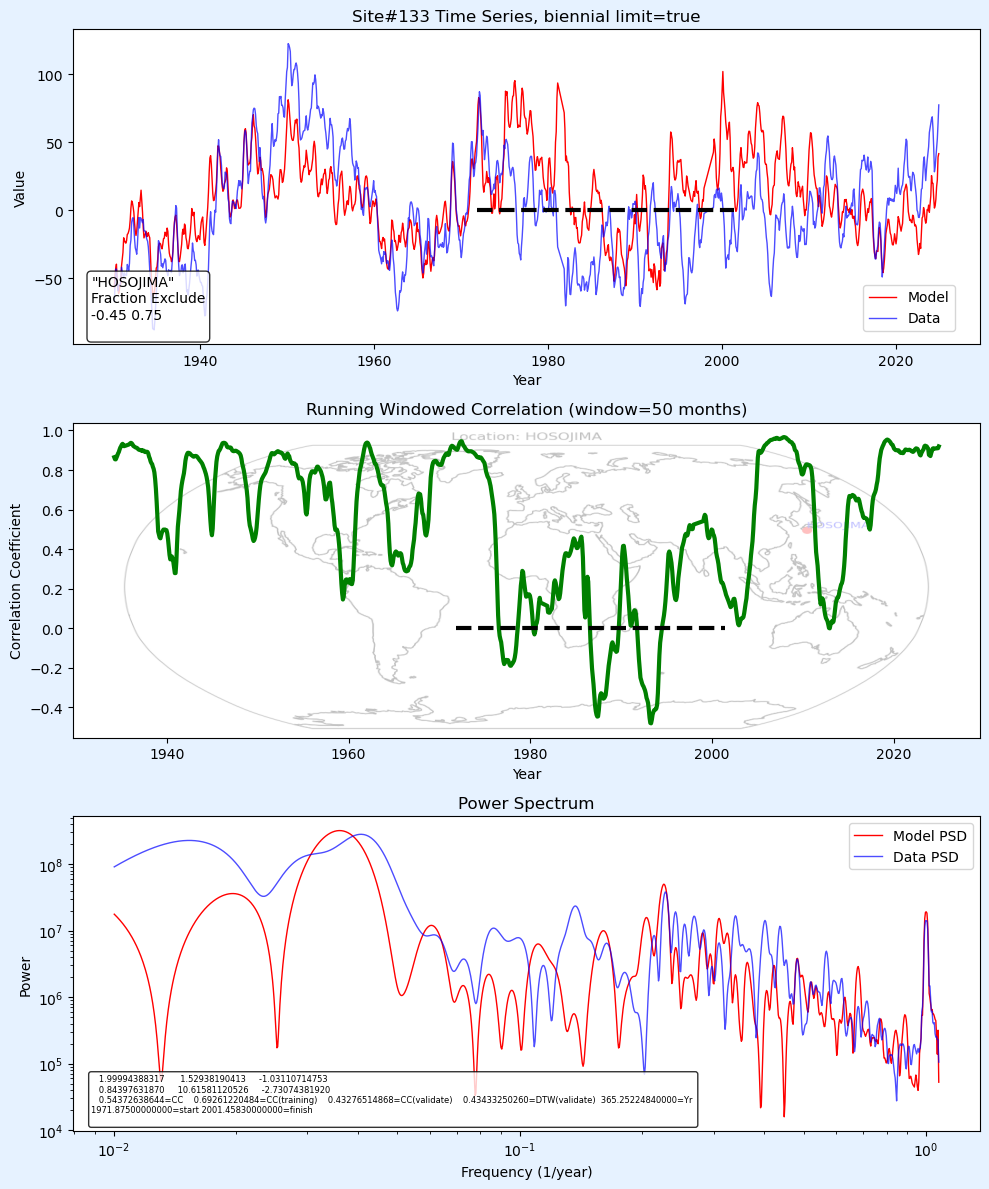 Site#133 Time Series, biennial limit=true
Value
100
50
0
−50
"HOSOJIMA"
Fraction Exclude
-0.45 0.75
Model
Data
1940
1960
1980
2000
2020
Year
Running Windowed Correlation (window=50 months)
Location: HOSOJIMA
HOSOJIMA
Correlation Coefficient
1.0
0.8
0.6
0.4
0.2
0.0
−0.2
−0.4
1940
1960
1980
2000
2020
Year
Power Spectrum
Model PSD
Data PSD
Power
10^8
10^7
10^6
10^5
10^4
1.99994388317 1.52938190413 -1.03110714753
0.84397631870 10.61581120526 -2.73074381920
0.54372638644=CC 0.69261220484=CC(training) 0.43276514868=CC(validate) 0.43433250260=DTW(validate) 365.25224840000=Yr
1971.87500000000=start 2001.45830000000=finish
10^−2
10^−1
10^0
Frequency (1/year)